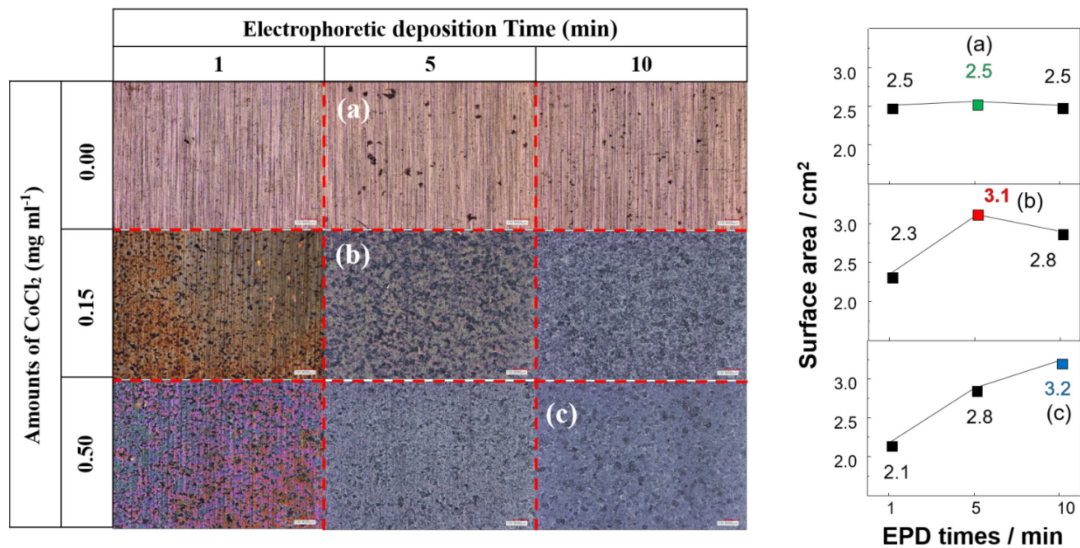 Electrophoretic deposition Time (min)
1 5 10
Amounts of CoCl2 (mg ml-1)
0.00
0.15
0.50
(a)
(b)
(c)
Surface area / cm2
3.0
2.5
2.0
2.5
(a)
2.5
2.5
3.0
2.5
2.0
2.3
3.1 (b)
2.8
3.0
2.5
2.0
2.1
2.8
3.2
(c)
1 5 10
EPD times / min